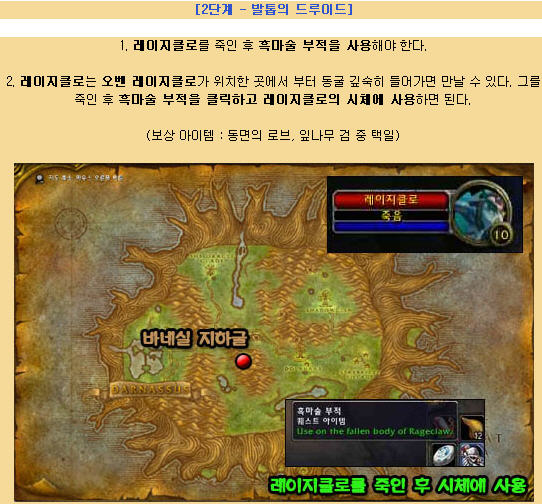 [2단계 - 발톱의 드루이드]
1. 레이지클로를 죽인 후 흑마술 부적을 사용해야 한다.
2. 레이지클로는 오벤 레이지클로가 위치한 곳에서 부터 동굴 깊숙히 들어가면 만날 수 있다. 그를
죽인 후 흑마술 부적을 클릭하고 레이지클로의 시체에 사용하면 된다.
(보상 아이템 : 동면의 로브, 잎나무 검 중 택일)
레이지클로
죽음
10
바네실 지하굴
DARNASSUS
흑마술 부적
퀘스트 아이템
Use on the fallen body of Rageclaw.
12
레이지클로를 죽인 후 시체에 사용